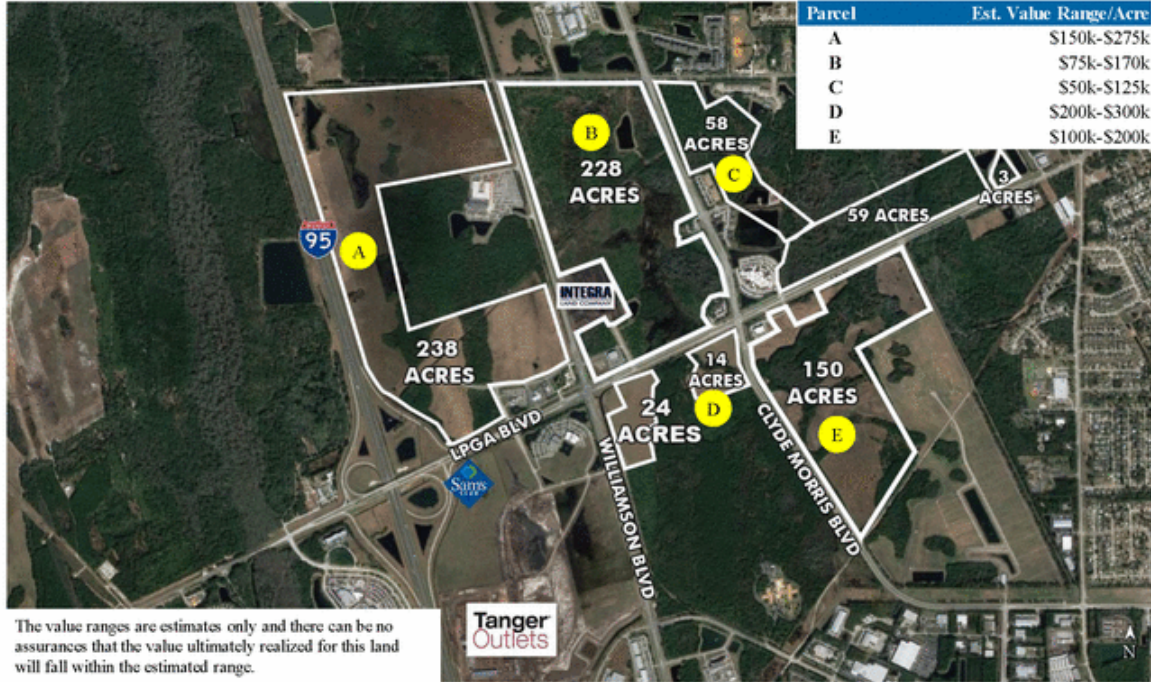 Parcel Est. Value Range/Acre
A $150k-$275k
B $75k-$170k
C $50k-$125k
D $200k-$300k
E $100k-$200k
B
228
ACRES
58
ACRES
C
3
ACRES
59 ACRES
95
A
INTEGRA
LAND COMPANY
238
ACRES
14
ACRES
D
150
ACRES
E
24
ACRES
LPGA BLVD
Sam's
CLUB
WILLIAMSON BLVD
CLYDE MORRIS BLVD
Tanger
Outlets
The value ranges are estimates only and there can be no
assurances that the value ultimately realized for this land
will fall within the estimated range.
N